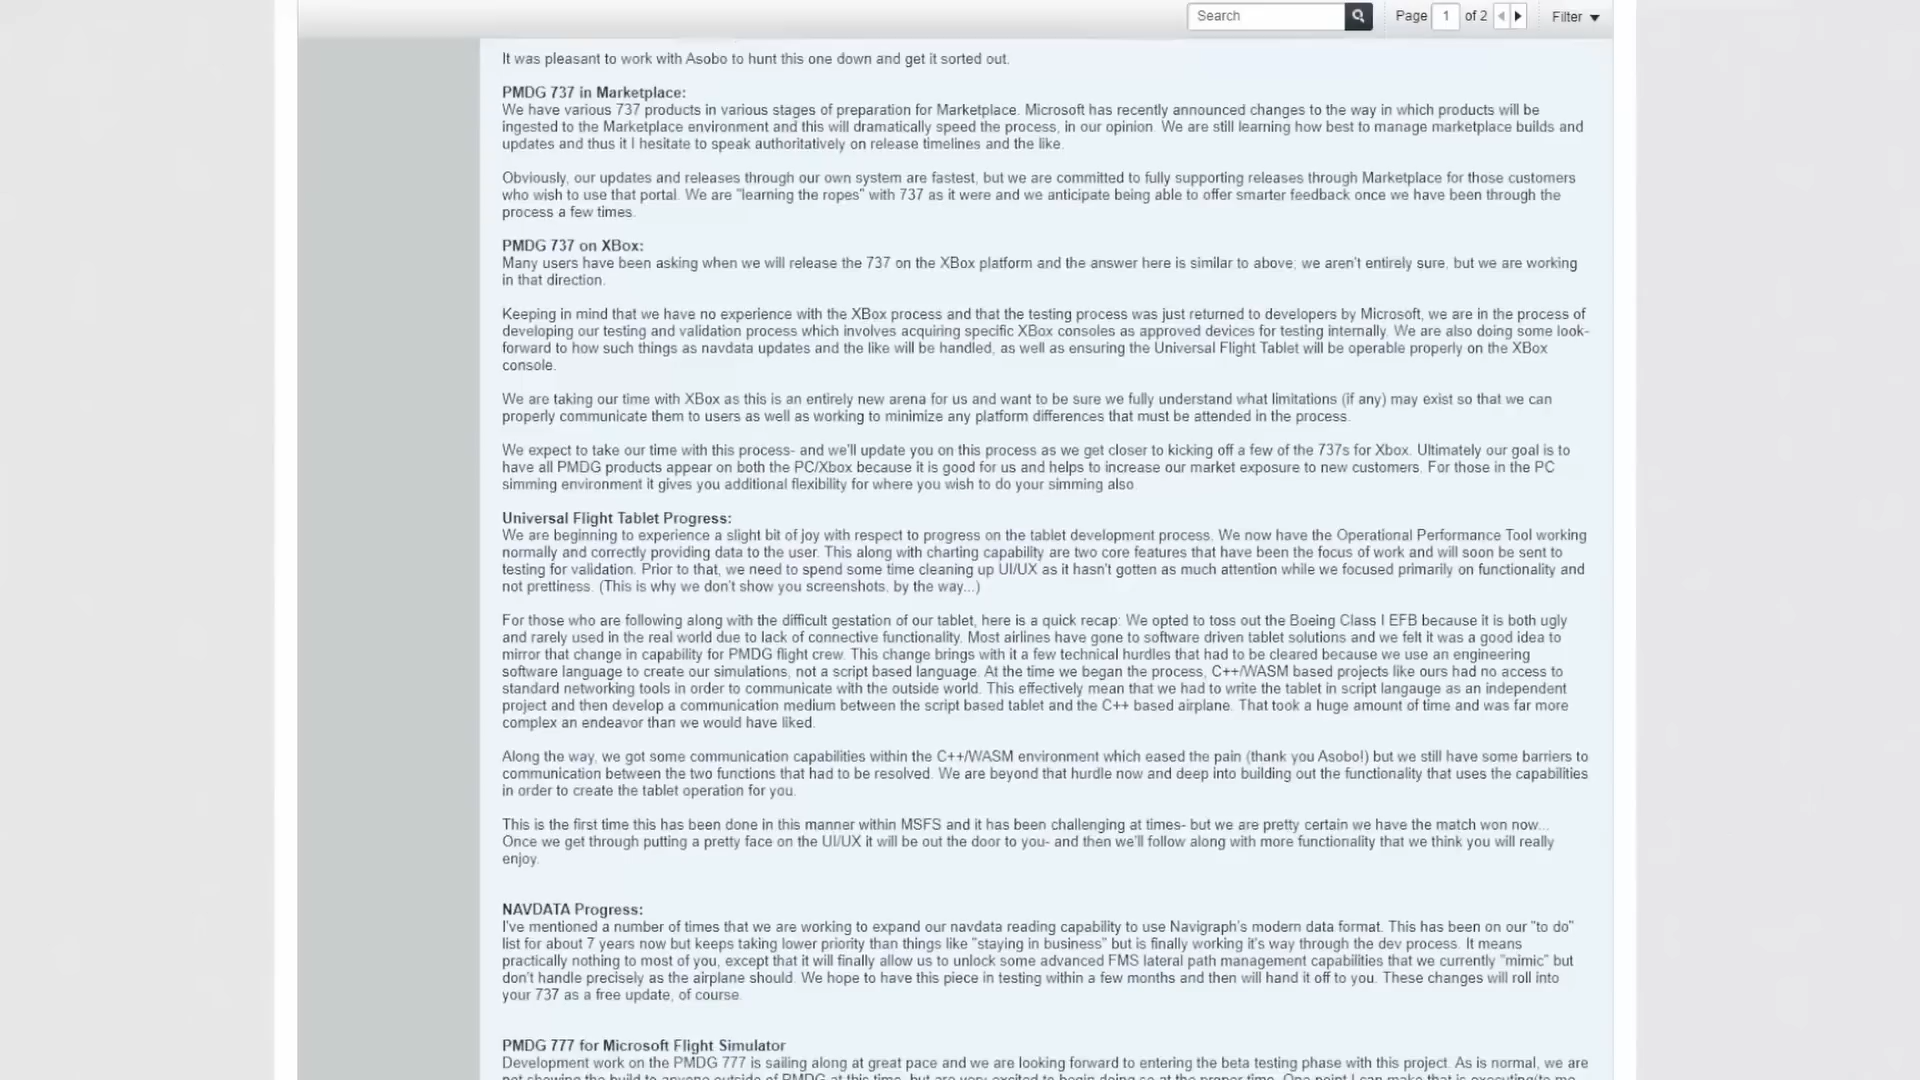 Search
Page 1 of 2
Filter
It was pleasant to work with Asobo to hunt this one down and get it sorted out.
PMDG 737 in Marketplace:
We have various 737 products in various stages of preparation for Marketplace. Microsoft has recently announced changes to the way in which products will be
ingested to the Marketplace environment and this will dramatically speed the process, in our opinion. We are still learning how best to manage marketplace builds and
updates and thus it I hesitate to speak authoritatively on release timelines and the like.
Obviously, our updates and releases through our own system are fastest, but we are committed to fully supporting releases through Marketplace for those customers
who wish to use that portal. We are "learning the ropes" with 737 as it were and we anticipate being able to offer smarter feedback once we have been through the
process a few times.
PMDG 737 on XBox:
Many users have been asking when we will release the 737 on the XBox platform and the answer here is similar to above; we aren't entirely sure, but we are working
in that direction.
Keeping in mind that we have no experience with the XBox process and that the testing process was just returned to developers by Microsoft, we are in the process of
developing our testing and validation process which involves acquiring specific XBox consoles as approved devices for testing internally. We are also doing some look-
forward to how such things as navdata updates and the like will be handled, as well as ensuring the Universal Flight Tablet will be operable properly on the XBox
console.
We are taking our time with XBox as this is an entirely new arena for us and want to be sure we fully understand what limitations (if any) may exist so that we can
properly communicate them to users as well as working to minimize any platform differences that must be attended in the process.
We expect to take our time with this process- and we'll update you on this process as we get closer to kicking off a few of the 737s for Xbox. Ultimately our goal is to
have all PMDG products appear on both the PC/Xbox because it is good for us and helps to increase our market exposure to new customers. For those in the PC
simming environment it gives you additional flexibility for where you wish to do your simming also
Universal Flight Tablet Progress:
We are beginning to experience a slight bit of joy with respect to progress on the tablet development process. We now have the Operational Performance Tool working
normally and correctly providing data to the user. This along with charting capability are two core features that have been the focus of work and will soon be sent to
testing for validation. Prior to that, we need to spend some time cleaning up UI/UX as it hasn't gotten as much attention while we focused primarily on functionality and
not prettiness. (This is why we don't show you screenshots, by the way...)
For those who are following along with the difficult gestation of our tablet, here is a quick recap: We opted to toss out the Boeing Class I EFB because it is both ugly
and rarely used in the real world due to lack of connective functionality. Most airlines have gone to software driven tablet solutions and we felt it was a good idea to
mirror that change in capability for PMDG flight crew. This change brings with it a few technical hurdles that had to be cleared because we use an engineering
software language to create our simulations, not a script based language. At the time we began the process, C++/WASM based projects like ours had no access to
standard networking tools in order to communicate with the outside world. This effectively mean that we had to write the tablet in script langauge as an independent
project and then develop a communication medium between the script based tablet and the C++ based airplane. That took a huge amount of time and was far more
complex an endeavor than we would have liked.
Along the way, we got some communication capabilities within the C++/WASM environment which eased the pain (thank you Asobo!) but we still have some barriers to
communication between the two functions that had to be resolved. We are beyond that hurdle now and deep into building out the functionality that uses the capabilities
in order to create the tablet operation for you.
This is the first time this has been done in this manner within MSFS and it has been challenging at times- but we are pretty certain we have the match won now...
Once we get through putting a pretty face on the UI/UX it will be out the door to you- and then we'll follow along with more functionality that we think you will really
enjoy.
NAVDATA Progress:
I've mentioned a number of times that we are working to expand our navdata reading capability to use Navigraph's modern data format. This has been on our "to do"
list for about 7 years now but keeps taking lower priority than things like "staying in business" but is finally working it's way through the dev process. It means
practically nothing to most of you, except that it will finally allow us to unlock some advanced FMS lateral path management capabilities that we currently "mimic" but
don't handle precisely as the airplane should. We hope to have this piece in testing within a few months and then will hand it off to you. These changes will roll into
your 737 as a free update, of course.
PMDG 777 for Microsoft Flight Simulator
Development work on the PMDG 777 is sailing along at great pace and we are looking forward to entering the beta testing phase with this project. As is normal, we are
not showing the build to anyone outside of PMDG at this time, but are very excited to begin doing so at the proper time. One point I can make that is executing(to me